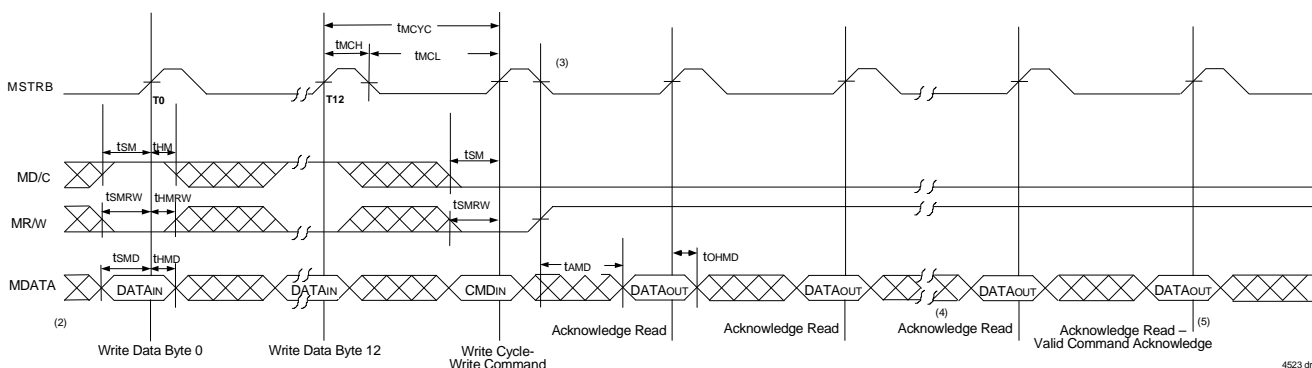 tMCYC
tMCH
tMCL
(3)
MSTRB
T0
T12
tSM
tHM
tSM
MD/C
tSMRW
tHMRW
tSMRW
MR/W
tSMD
tHMD
tAMD
tOHMD
MDATA
DATAIN
DATAIN
CMDIN
DATAOUT
DATAOUT
DATAOUT
DATAOUT
(2)
(4)
(5)
Write Data Byte 0
Write Data Byte 12
Write Cycle-
Write Command
Acknowledge Read
Acknowledge Read
Acknowledge Read
Acknowledge Read –
Valid Command Acknowledge
4523 dr